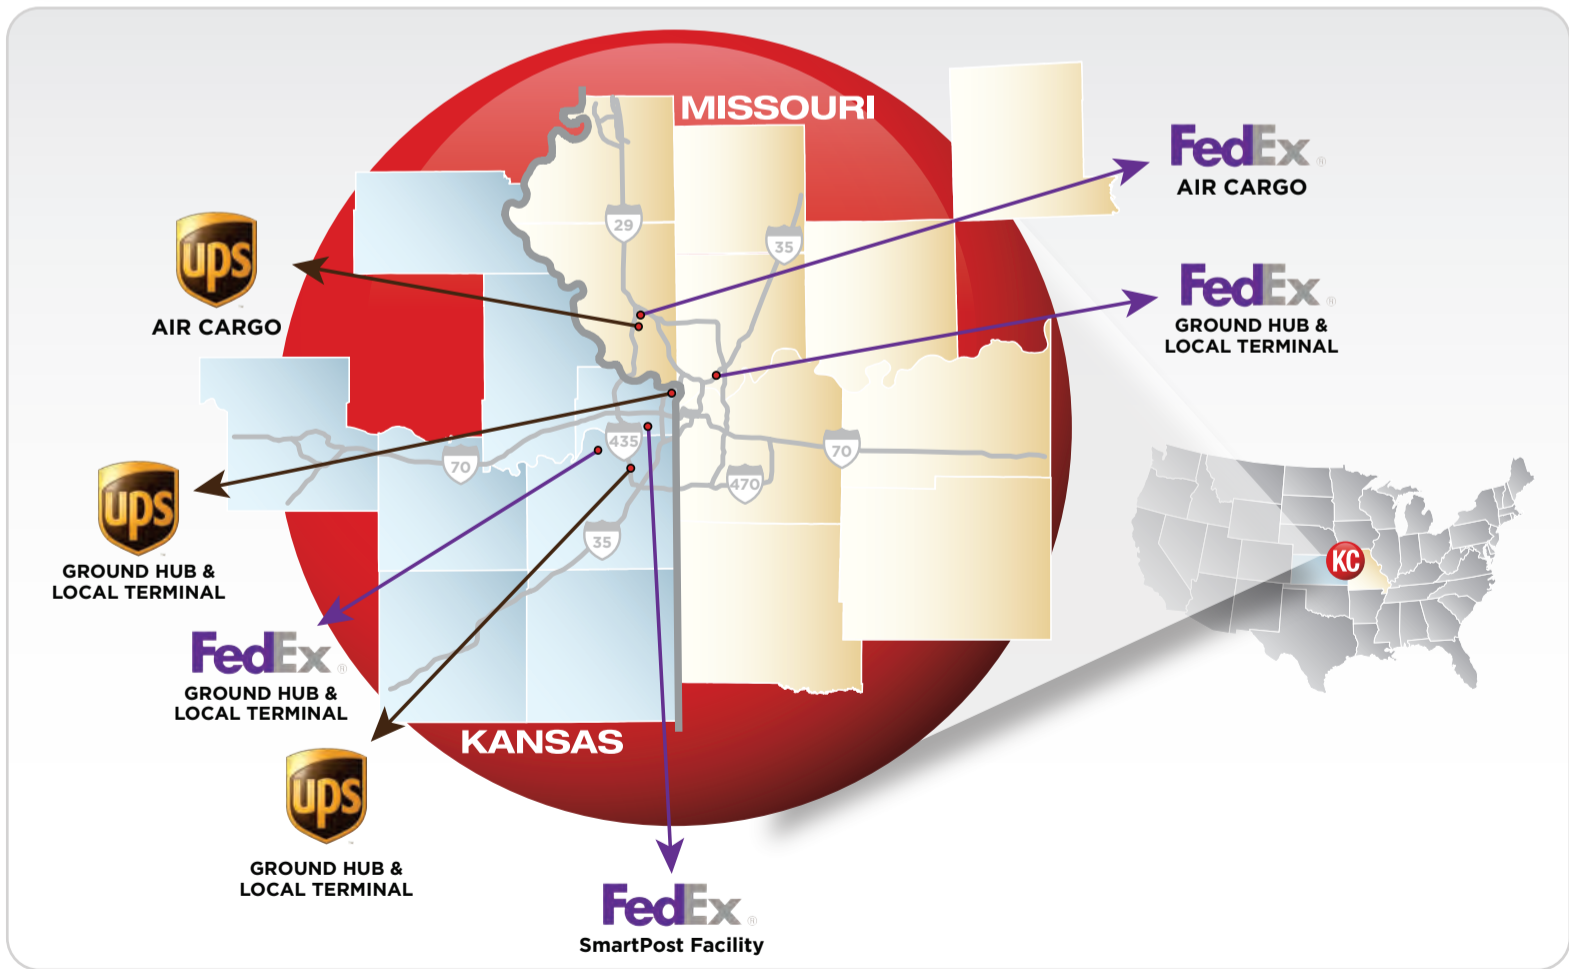 MISSOURI
FedEx
AIR CARGO
ups
AIR CARGO
29
35
FedEx
GROUND HUB &
LOCAL TERMINAL
70
435
70
470
35
ups
GROUND HUB &
LOCAL TERMINAL
KC
FedEx
GROUND HUB &
LOCAL TERMINAL
KANSAS
ups
GROUND HUB &
LOCAL TERMINAL
FedEx
SmartPost Facility